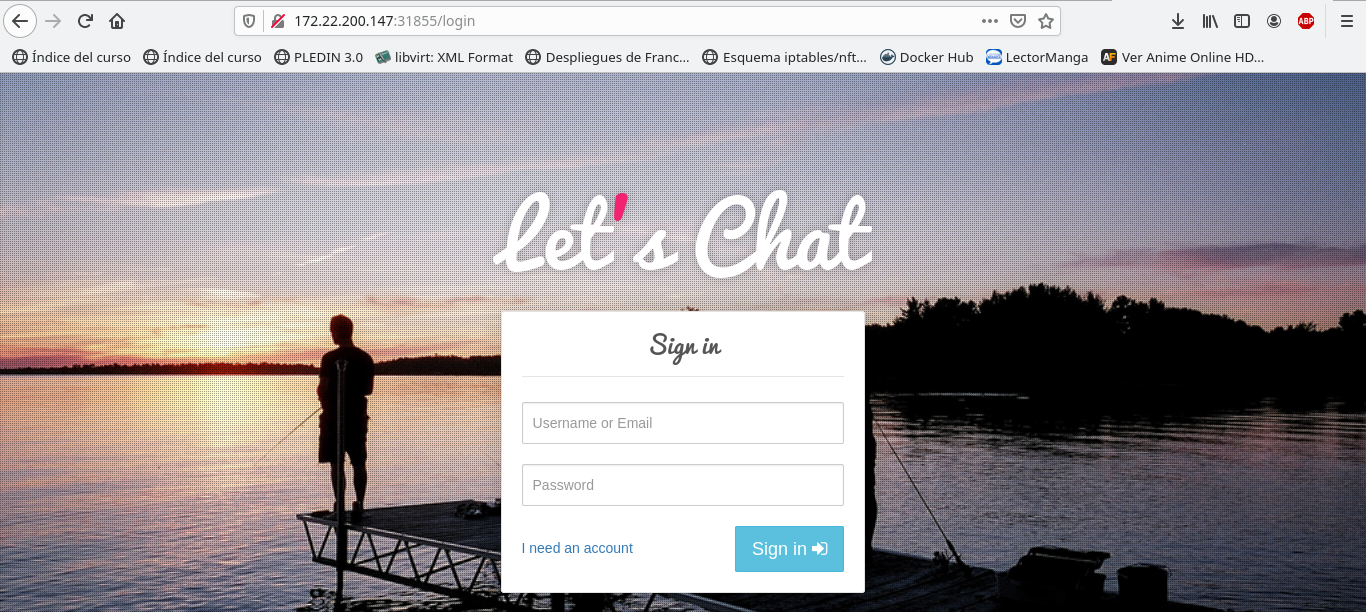 172.22.200.147:31855/login
ABP
Índice del curso Índice del curso PLEDIN 3.0 libvirt: XML Format Despliegues de Franc... Esquema iptables/nft... Docker Hub LectorManga AF Ver Anime Online HD...
Let's Chat
Sign in
Username or Email
Password
I need an account Sign in